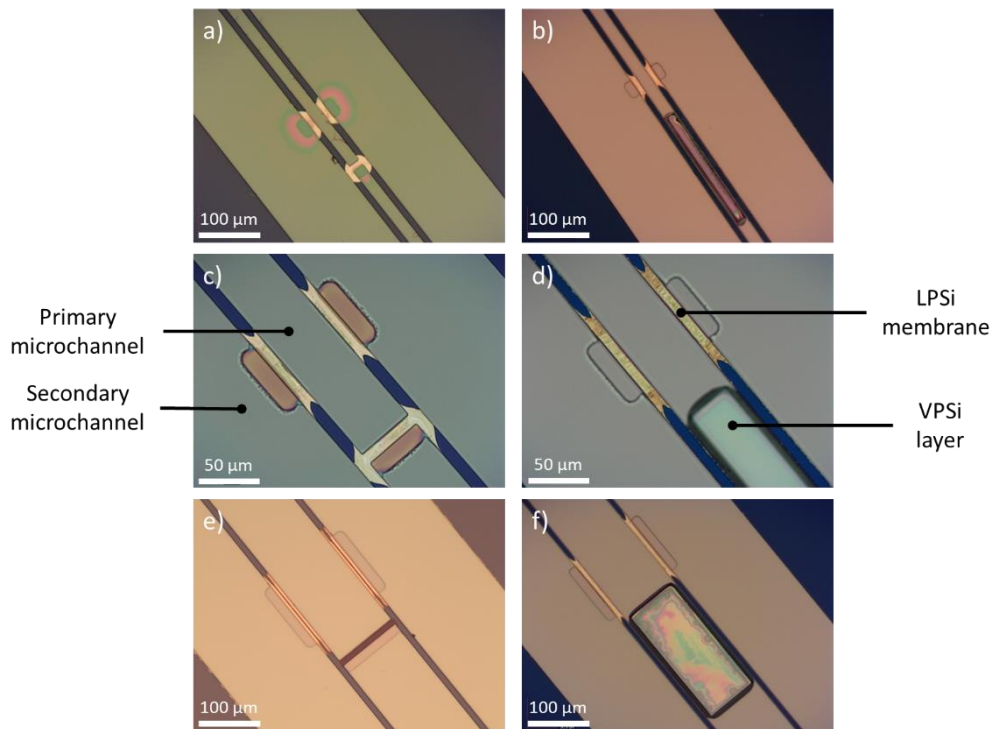 a)
b)
100 µm
100 µm
c)
d)
Primary
microchannel
LPSi
membrane
Secondary
microchannel
VPSi
layer
50 µm
50 µm
e)
f)
100 µm
100 µm